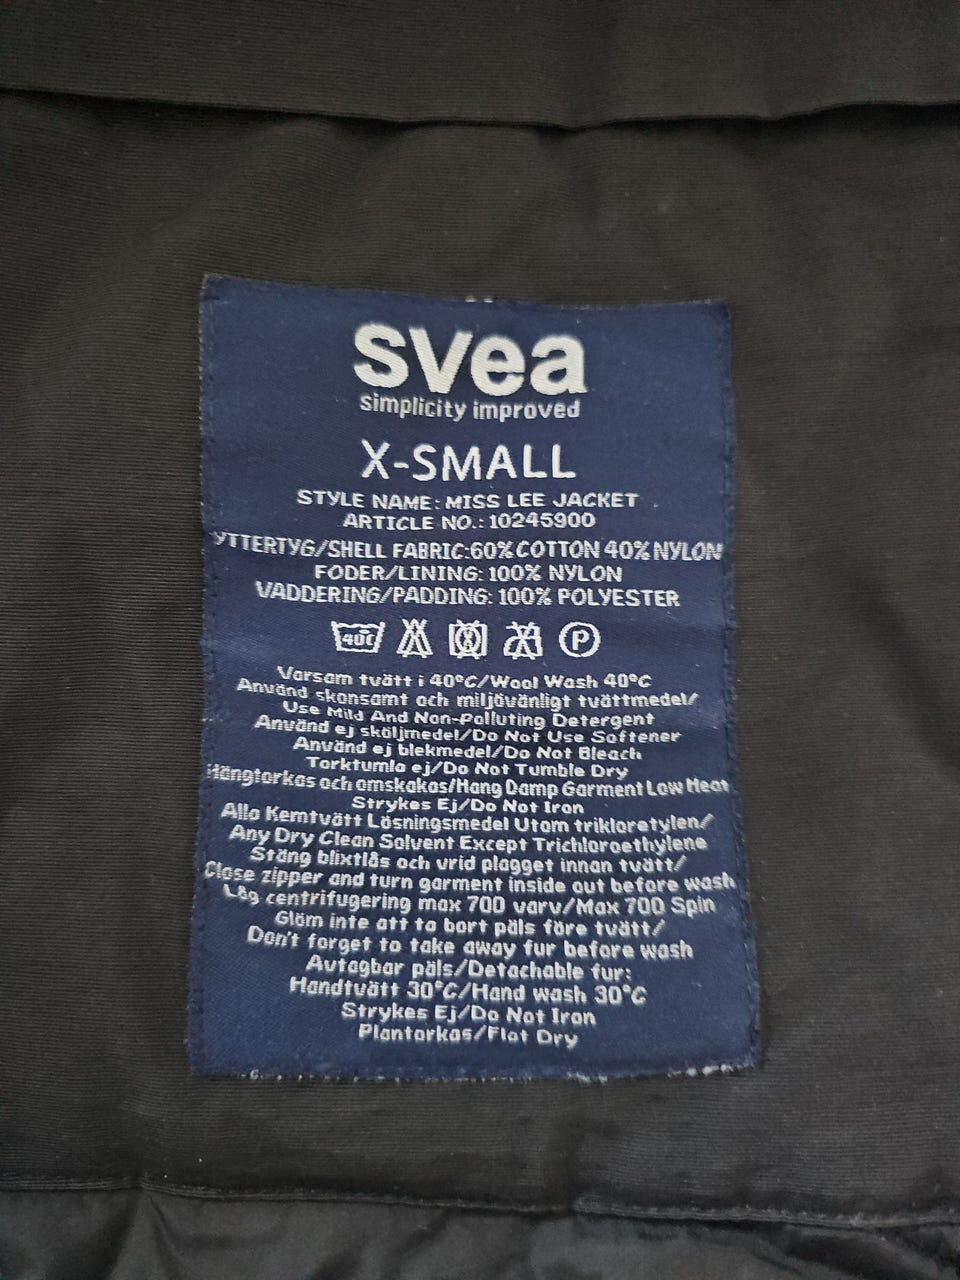 svea
simplicity improved
X-SMALL
STYLE NAME: MISS LEE JACKET
ARTICLE NO.: 10245900
YTTERTYG/SHELL FABRIC:60%COTTON 40%NYLON
FODER/LINING: 100% NYLON
VADDERING/PADDING: 100% POLYESTER
40C P
Varsam tvätt i 40°C/Wool Wash 40°C
Använd skonsamt och miljövänligt tvättmedel/
Use Mild And Non-Polluting Detergent
Använd ej sköljmedel/Do Not Use Softener
Använd ej blekmedel/Do Not Bleach
Torktumla ej/Do Not Tumble Dry
Hängtorkas och omskakas/Hang Damp Garment Low Heat
Strykes Ej/Do Not Iron
Alla Kemtvätt Lösningsmedel Utom trikloretylen/
Any Dry Clean Solvent Except Trichloroethylene
Stäng blixtlås och vrid plagget innan tvätt/
Close zipper and turn garment inside out before wash
Låg centrifugering max 700 varv/Max 700 Spin
Glöm inte att ta bort päls före tvätt/
Don't forget to take away fur before wash
Avtagbar päls/Detachable fur:
Handtvätt 30°C/Hand wash 30°C
Strykes Ej/Do Not Iron
Plantorkas/Flat Dry